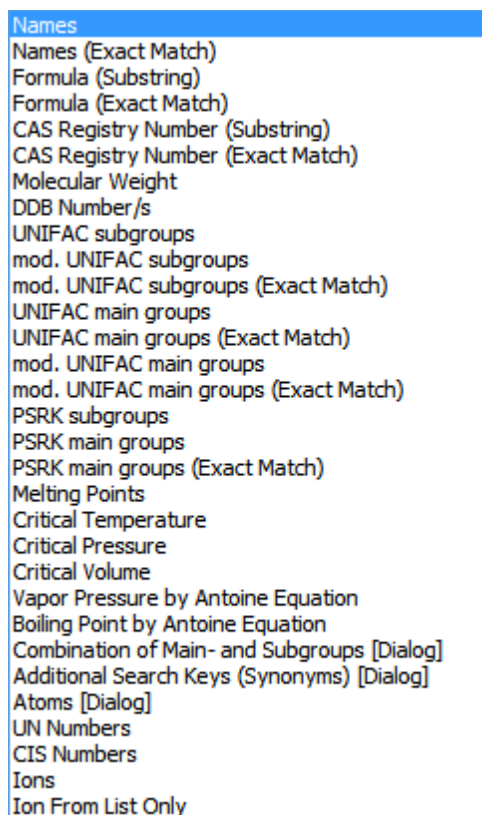 Names
Names (Exact Match)
Formula (Substring)
Formula (Exact Match)
CAS Registry Number (Substring)
CAS Registry Number (Exact Match)
Molecular Weight
DDB Number/s
UNIFAC subgroups
mod. UNIFAC subgroups
mod. UNIFAC subgroups (Exact Match)
UNIFAC main groups
UNIFAC main groups (Exact Match)
mod. UNIFAC main groups
mod. UNIFAC main groups (Exact Match)
PSRK subgroups
PSRK main groups
PSRK main groups (Exact Match)
Melting Points
Critical Temperature
Critical Pressure
Critical Volume
Vapor Pressure by Antoine Equation
Boiling Point by Antoine Equation
Combination of Main- and Subgroups [Dialog]
Additional Search Keys (Synonyms) [Dialog]
Atoms [Dialog]
UN Numbers
CIS Numbers
Ions
Ion From List Only